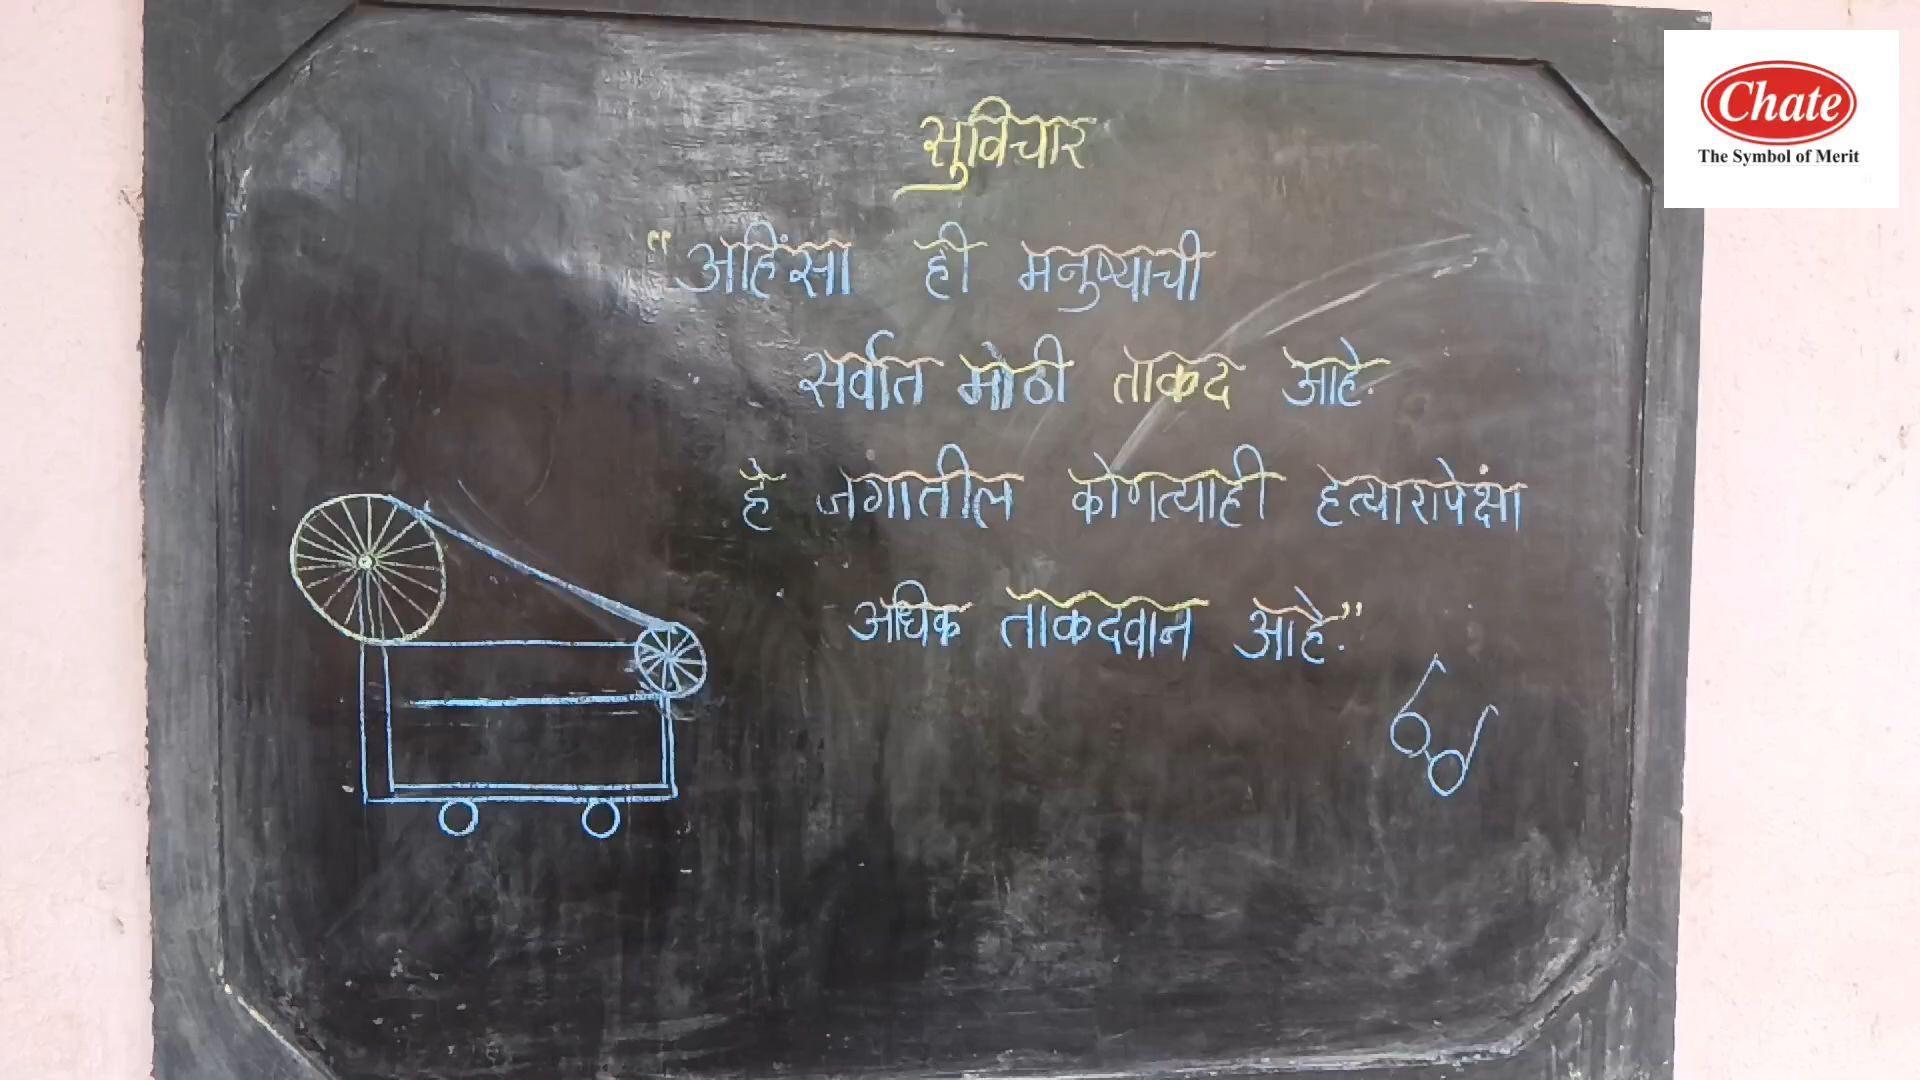 सुविचार
“अहिंसा ही मनुष्याची
सर्वात मोठी ताकद आहे.
हे जगातील कोणत्याही हत्यारापेक्षा
अधिक ताकदवान आहे.”
Chate
The Symbol of Merit